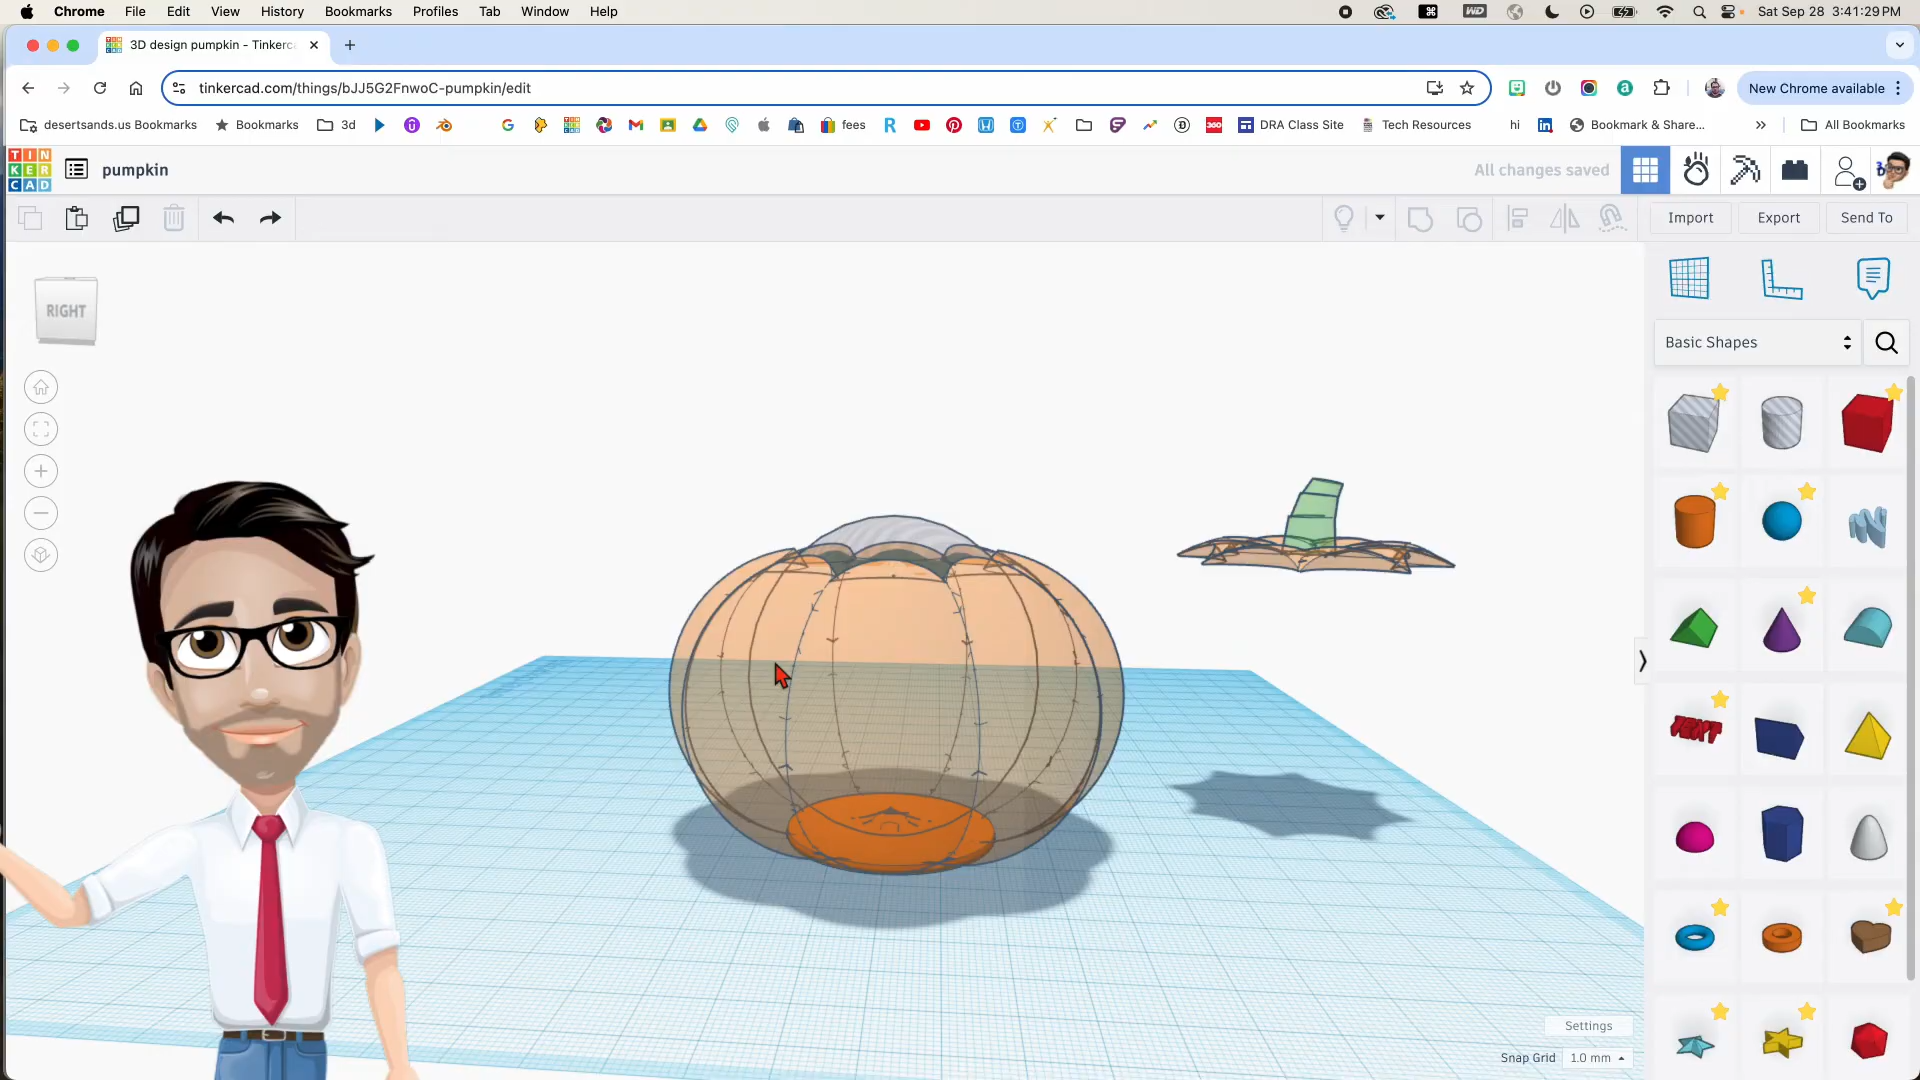 Chrome File Edit View History Bookmarks Profiles Tab Window Help
WD
Sat Sep 28 3:41:29 PM
3D design pumpkin - Tinkerc
tinkercad.com/things/bJJ5G2FnwoC-pumpkin/edit
New Chrome available
desertsands.us Bookmarks
Bookmarks
3d
fees
DRA Class Site
Tech Resources
hi
Bookmark & Share...
All Bookmarks
TIN
KER
CAD
pumpkin
All changes saved
Import
Export
Send To
RIGHT
Basic Shapes
TEXT
Settings
Snap Grid 1.0 mm